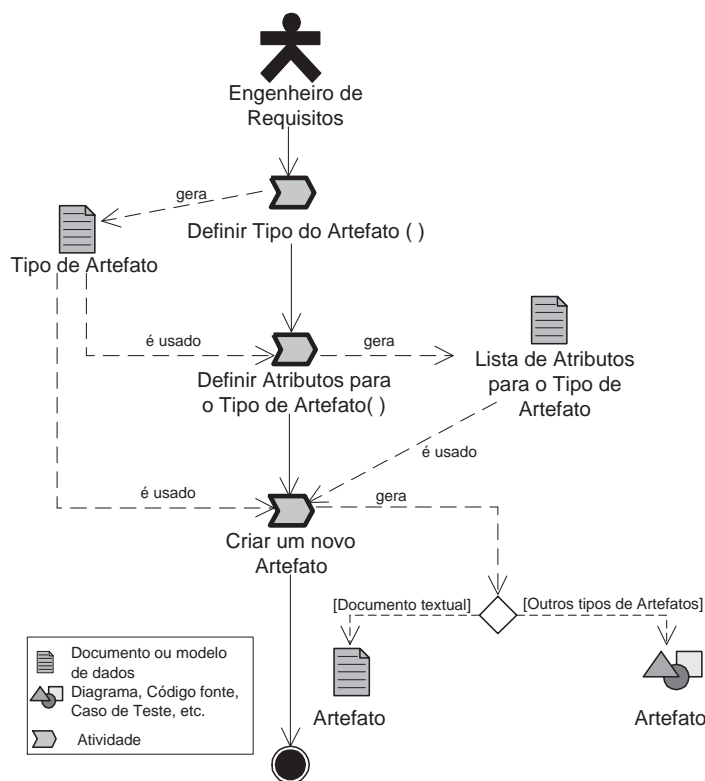 Engenheiro de
Requisitos
gera
Definir Tipo do Artefato ( )
Tipo de Artefato
é usado
gera
Definir Atributos para
o Tipo de Artefato( )
Lista de Atributos
para o Tipo de
Artefato
é usado
é usado
gera
Criar um novo
Artefato
[Documento textual]
[Outros tipos de Artefatos]
Artefato
Artefato
Documento ou modelo
de dados
Diagrama, Código fonte,
Caso de Teste, etc.
Atividade